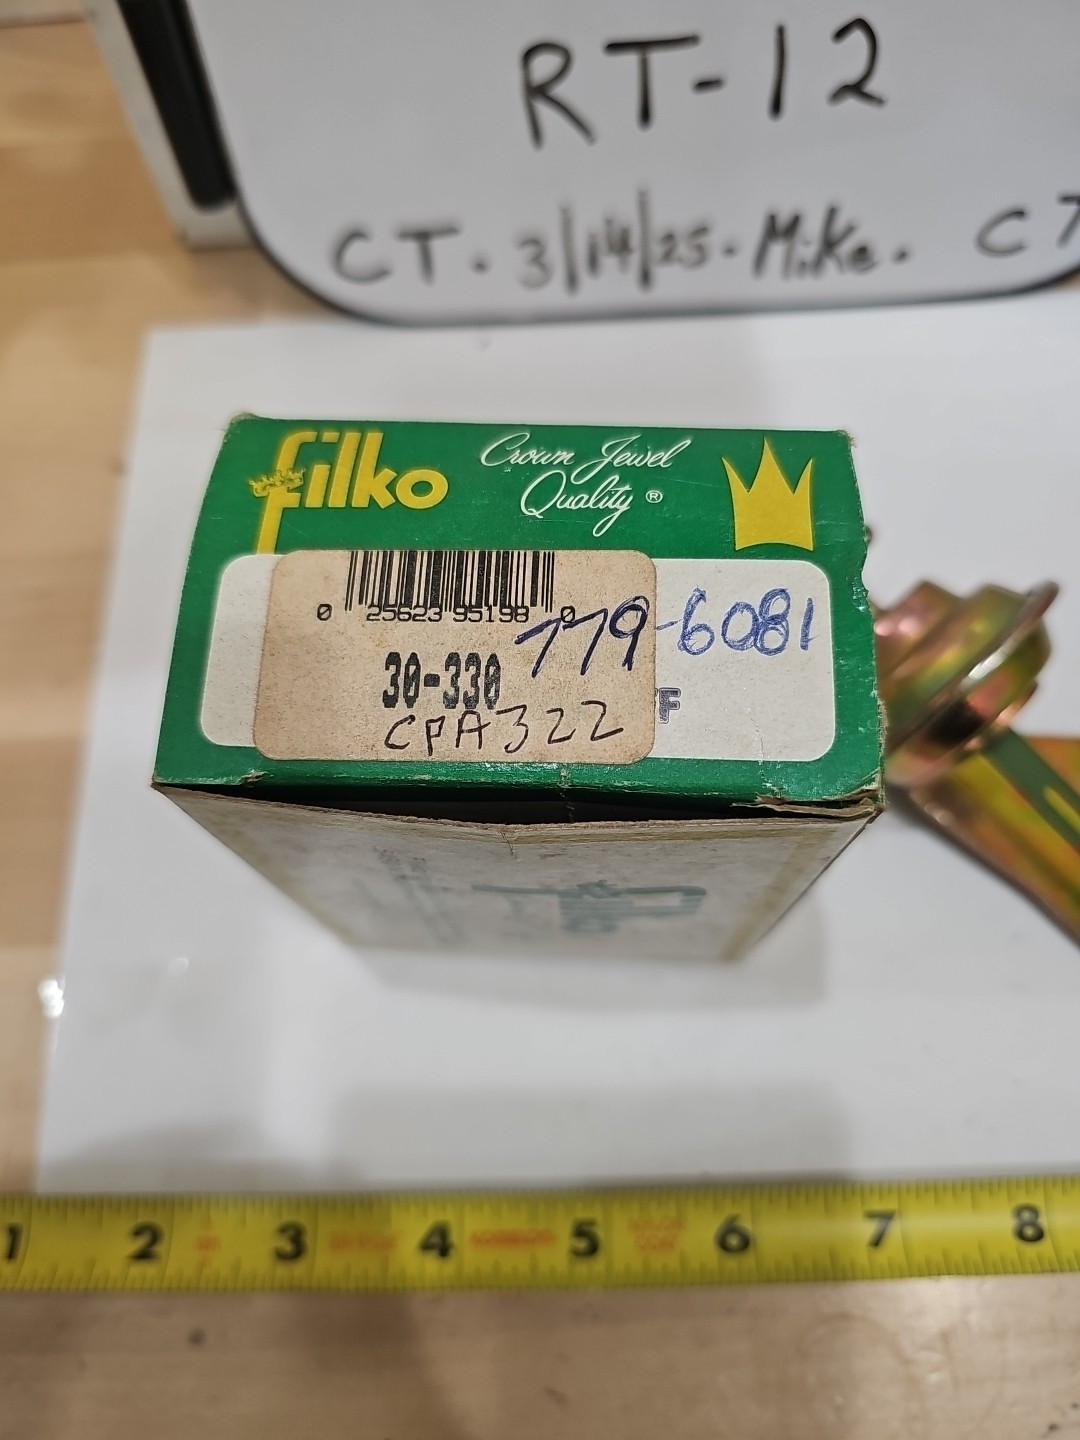 RT-12
CT. 3/14/25. Mike. CT
filko
Crown Jewel
Quality ®
0 25623 95198 0
779-6081
30-330
F
CPA322
1 2 3 4 5 6 7 8